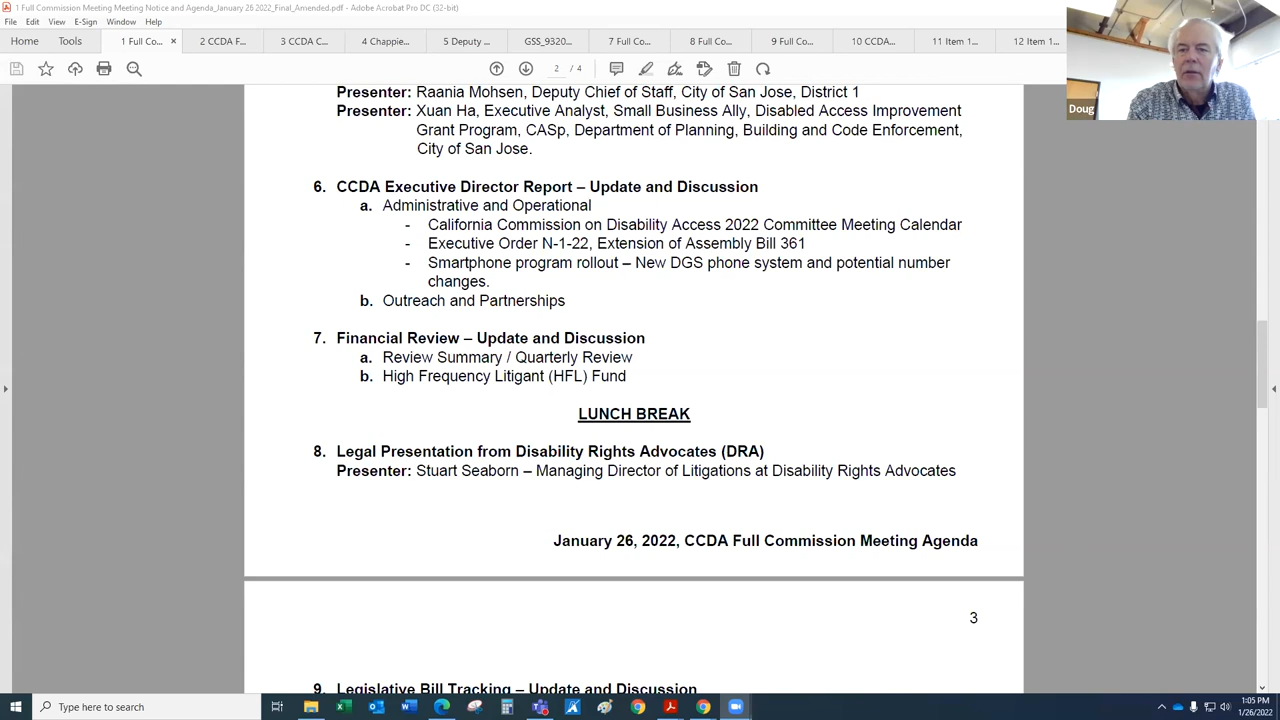 1 Full Commission Meeting Meeting Notice and Agenda_January 26 2022_Final_Amended.pdf - Adobe Acrobat Pro DC (32-bit)
File Edit View E-Sign Window Help
Home Tools 1 Full Co... × 2 CCDA F... 3 CCDA C... 4 Chappie... 5 Deputy ... GSS_9320... 7 Full Co... 8 Full Co... 9 Full Co... 10 CCDA... 11 Item 1... 12 Item 1...
2 / 4
Doug
Presenter: Raania Mohsen, Deputy Chief of Staff, City of San Jose, District 1
Presenter: Xuan Ha, Executive Analyst, Small Business Ally, Disabled Access Improvement
Grant Program, CASp, Department of Planning, Building and Code Enforcement,
City of San Jose.
6. CCDA Executive Director Report – Update and Discussion
a. Administrative and Operational
- California Commission on Disability Access 2022 Committee Meeting Calendar
- Executive Order N-1-22, Extension of Assembly Bill 361
- Smartphone program rollout – New DGS phone system and potential number
changes.
b. Outreach and Partnerships
7. Financial Review – Update and Discussion
a. Review Summary / Quarterly Review
b. High Frequency Litigant (HFL) Fund
LUNCH BREAK
8. Legal Presentation from Disability Rights Advocates (DRA)
Presenter: Stuart Seaborn – Managing Director of Litigations at Disability Rights Advocates
January 26, 2022, CCDA Full Commission Meeting Agenda
3
9. Legislative Bill Tracking – Update and Discussion
Type here to search
1:05 PM
1/26/2022